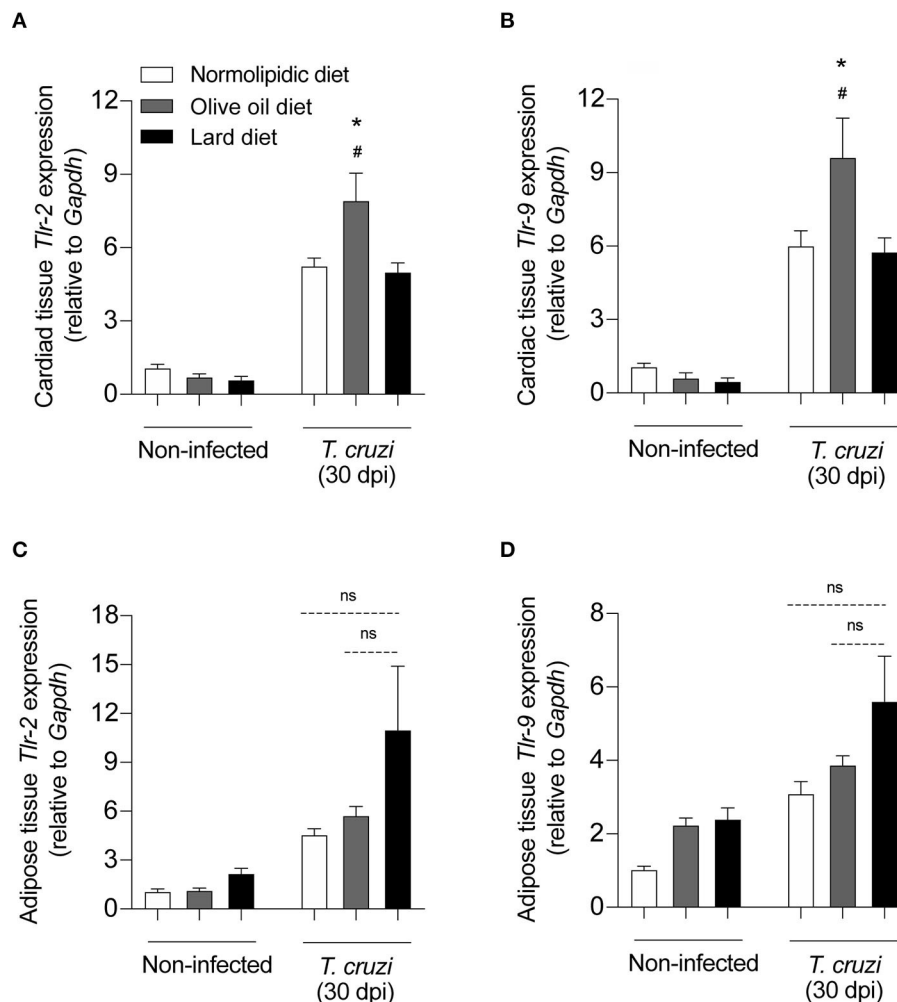 A
Normolipidic diet
Olive oil diet
Lard diet
Cardiad tissue Tlr-2 expression
(relative to Gapdh)
12
9
6
3
0
*
#
Non-infected
T. cruzi
(30 dpi)
B
Cardiac tissue Tlr-9 expression
(relative to Gapdh)
12
9
6
3
0
*
#
Non-infected
T. cruzi
(30 dpi)
C
Adipose tissue Tlr-2 expression
(relative to Gapdh)
18
15
12
9
6
3
0
ns
ns
Non-infected
T. cruzi
(30 dpi)
D
Adipose tissue Tlr-9 expression
(relative to Gapdh)
8
6
4
2
0
ns
ns
Non-infected
T. cruzi
(30 dpi)